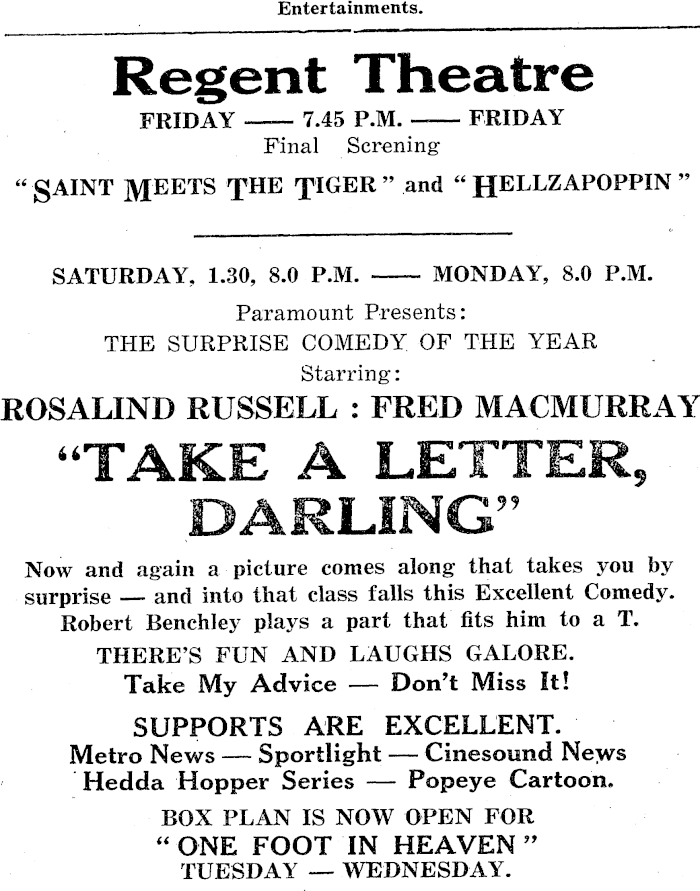 Entertainments.
Regent Theatre
FRIDAY —— 7.45 P.M. —— FRIDAY
Final Screning
"SAINT MEETS THE TIGER" and "HELLZAPOPPIN"
SATURDAY, 1.30, 8.0 P.M. —— MONDAY, 8.0 P.M.
Paramount Presents:
THE SURPRISE COMEDY OF THE YEAR
Starring:
ROSALIND RUSSELL : FRED MACMURRAY
"TAKE A LETTER,
DARLING"
Now and again a picture comes along that takes you by
surprise — and into that class falls this Excellent Comedy.
Robert Benchley plays a part that fits him to a T.
THERE'S FUN AND LAUGHS GALORE.
Take My Advice — Don't Miss It!
SUPPORTS ARE EXCELLENT.
Metro News — Sportlight — Cinesound News
Hedda Hopper Series — Popeye Cartoon.
BOX PLAN IS NOW OPEN FOR
"ONE FOOT IN HEAVEN"
TUESDAY — WEDNESDAY.